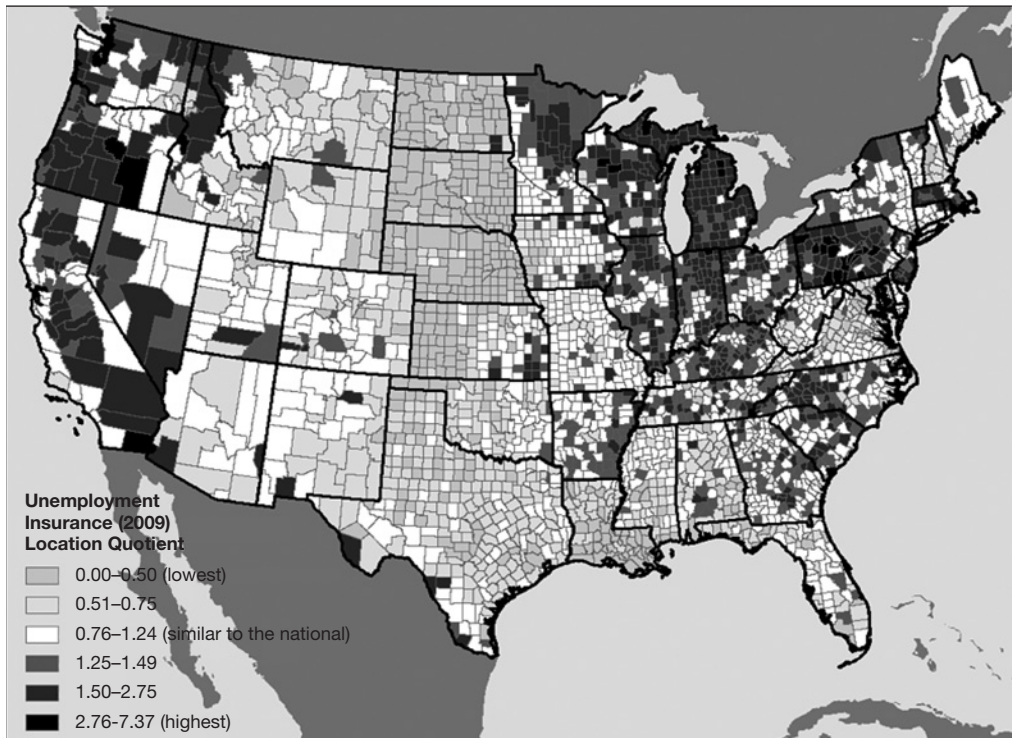 Unemployment
Insurance (2009)
Location Quotient
0.00–0.50 (lowest)
0.51–0.75
0.76–1.24 (similar to the national)
1.25–1.49
1.50–2.75
2.76-7.37 (highest)